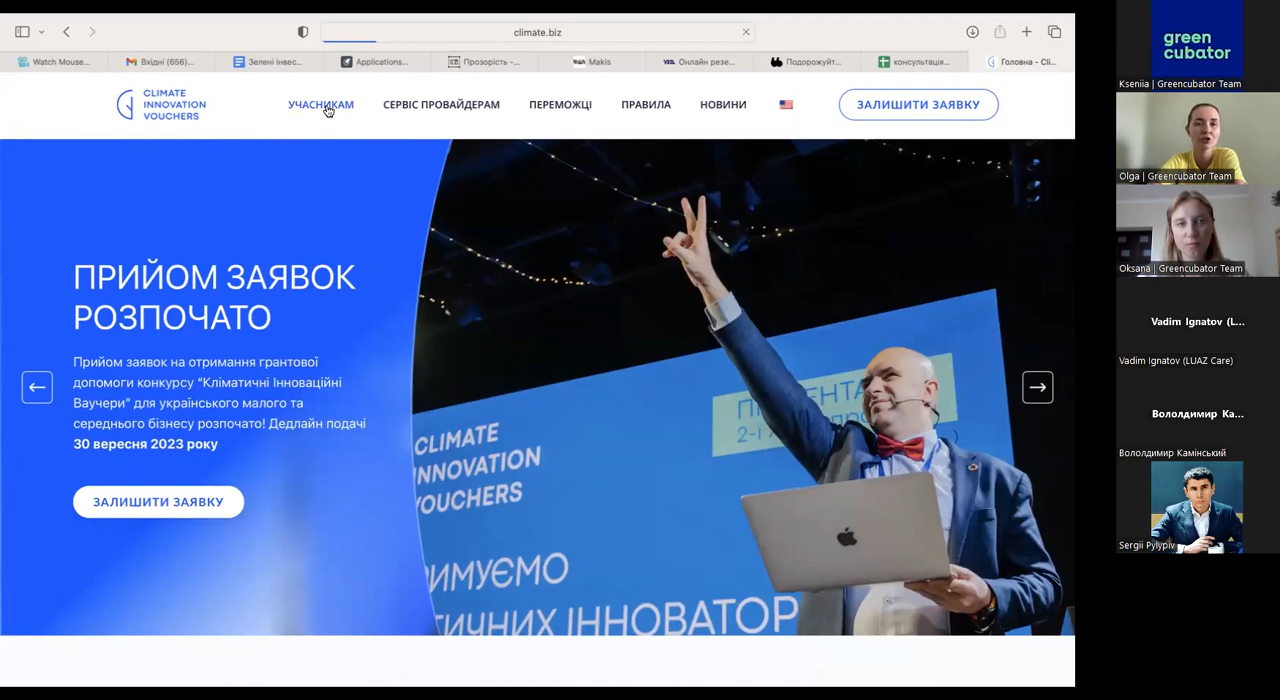 climate.biz
Watch Mouse...
Вхідні (656)...
Зелені інвес...
Applications...
Прозорість -...
Makis
Онлайн резе...
Подорожуйт...
консультація...
Головна - Cli...
CLIMATE
INNOVATION
VOUCHERS
УЧАСНИКАМ
СЕРВІС ПРОВАЙДЕРАМ
ПЕРЕМОЖЦІ
ПРАВИЛА
НОВИНИ
ЗАЛИШИТИ ЗАЯВКУ
ПРИЙОМ ЗАЯВОК
РОЗПОЧАТО
Прийом заявок на отримання грантової
допомоги конкурсу “Кліматичні Інноваційні
Ваучери” для українського малого та
середнього бізнесу розпочато! Дедлайн подачі
30 вересня 2023 року
ЗАЛИШИТИ ЗАЯВКУ
CLIMATE
INNOVATION
VOUCHERS
РИМУЄМО
ТИЧНИХ ІННОВАТОР
green
cubator
Kseniia | Greencubator Team
Olga | Greencubator Team
Oksana | Greencubator Team
Vadim Ignatov (L...
Vadim Ignatov (LUAZ Care)
Вололдимир Ка...
Вололдимир Камінський
Sergii Pylypiv